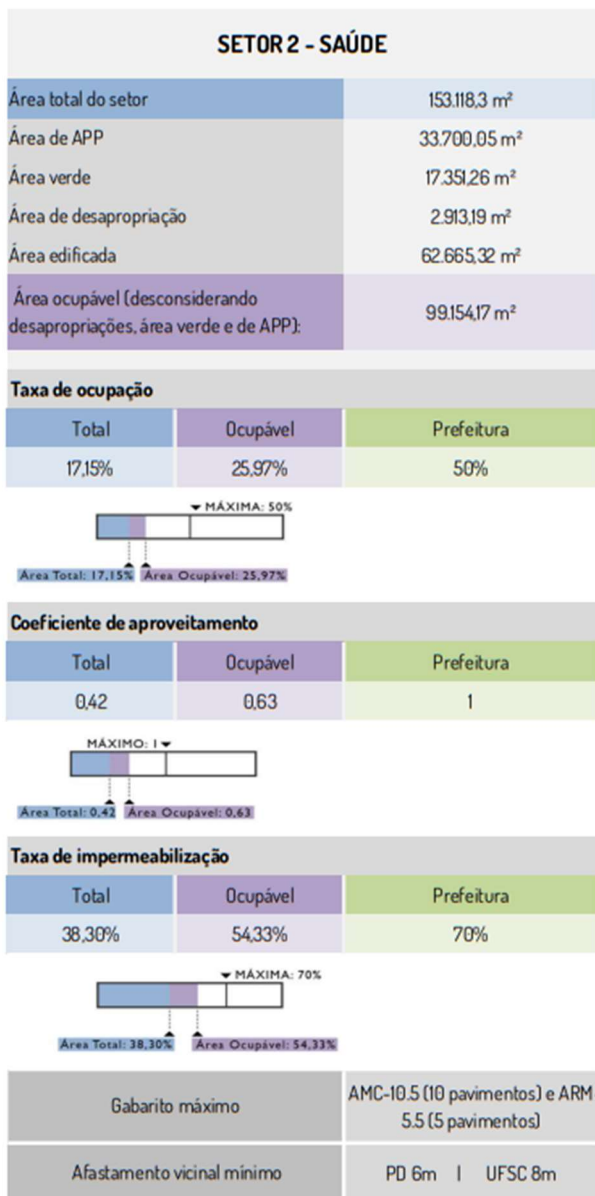 SETOR 2 - SAÚDE
Área total do setor 153.118,3 m²
Área de APP 33.700,05 m²
Área verde 17.351,26 m²
Área de desapropriação 2.913,19 m²
Área edificada 62.665,32 m²
Área ocupável (desconsiderando
desapropriações, área verde e de APP): 99.154,17 m²
Taxa de ocupação
Total Ocupável Prefeitura
17,15% 25,97% 50%
MÁXIMA: 50%
Área Total: 17,15% Área Ocupável: 25,97%
Coeficiente de aproveitamento
Total Ocupável Prefeitura
0,42 0,63 1
MÁXIMO: 1
Área Total: 0,42 Área Ocupável: 0,63
Taxa de impermeabilização
Total Ocupável Prefeitura
38,30% 54,33% 70%
MÁXIMA: 70%
Área Total: 38,30% Área Ocupável: 54,33%
Gabarito máximo AMC-10.5 (10 pavimentos) e ARM
5.5 (5 pavimentos)
Afastamento vicinal mínimo PD 6m | UFSC 8m